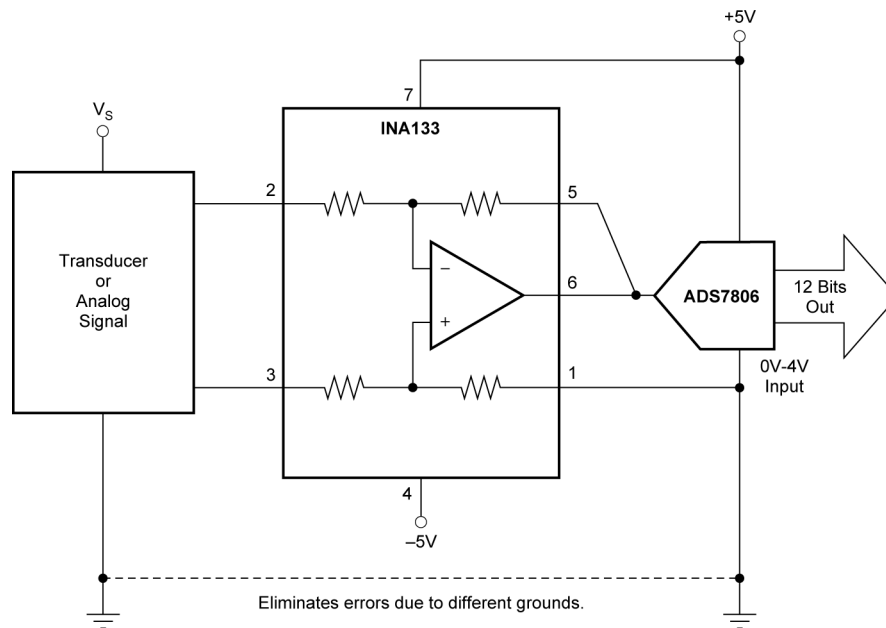 +5V
7
V_S
INA133
2
5
Transducer
or
Analog
Signal
−
6
ADS7806
12 Bits
Out
+
3
1
0V-4V
Input
4
–5V
Eliminates errors due to different grounds.